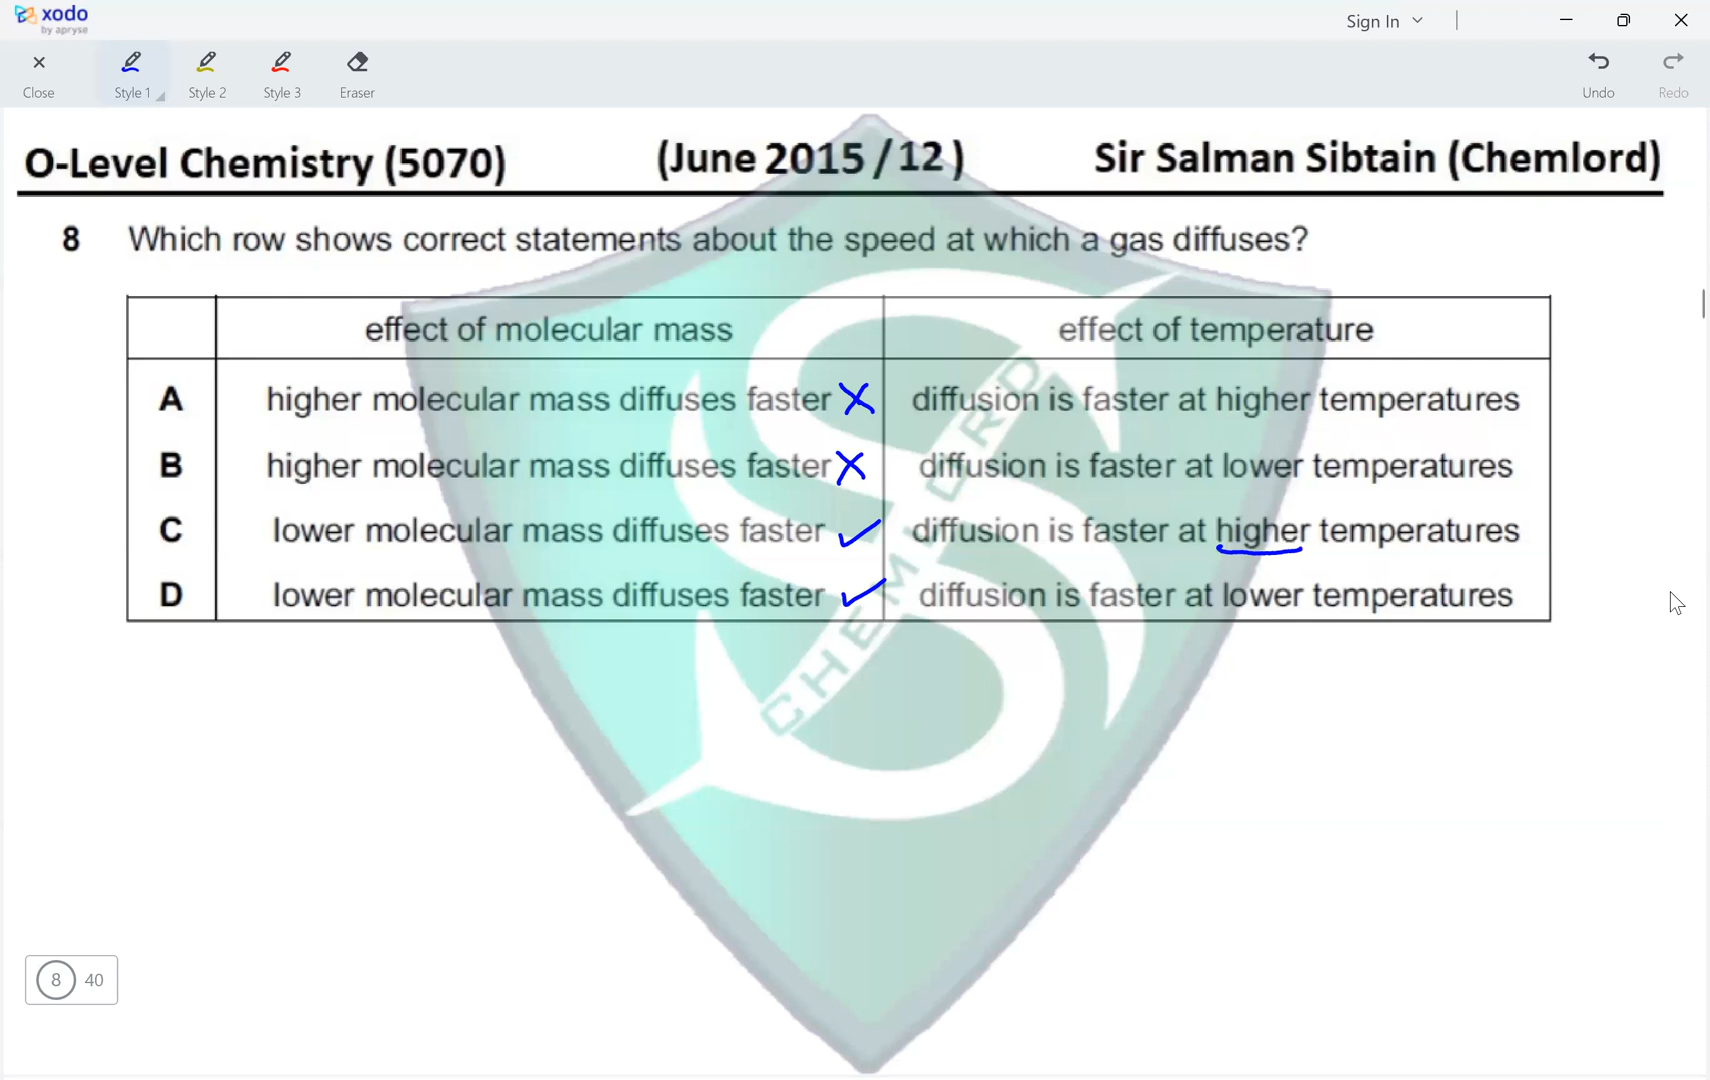 xodo
by apryse
Sign In
Close
Style 1
Style 2
Style 3
Eraser
Undo
Redo
O-Level Chemistry (5070) (June 2015/12) Sir Salman Sibtain (Chemlord)
8 Which row shows correct statements about the speed at which a gas diffuses?
effect of molecular mass effect of temperature
A higher molecular mass diffuses faster diffusion is faster at higher temperatures
B higher molecular mass diffuses faster diffusion is faster at lower temperatures
C lower molecular mass diffuses faster diffusion is faster at higher temperatures
D lower molecular mass diffuses faster diffusion is faster at lower temperatures
CHEMLORD
8 40